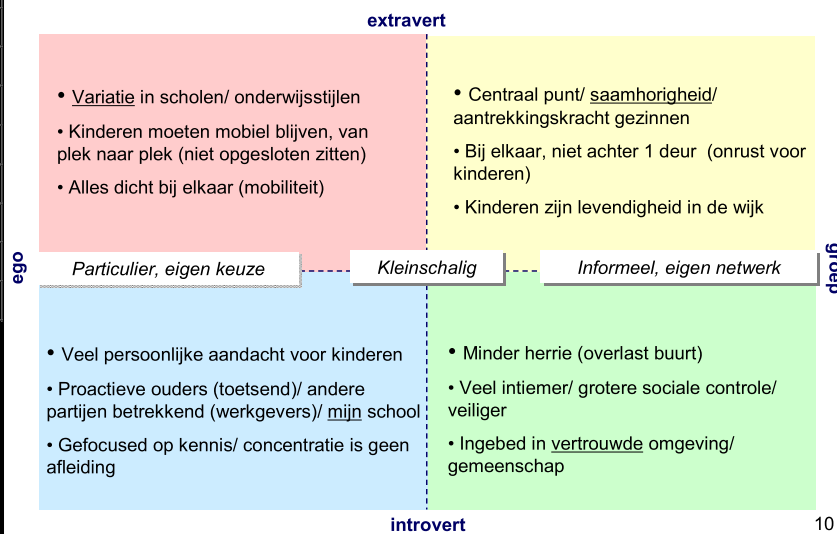 extravert
• Variatie in scholen/ onderwijsstijlen
• Kinderen moeten mobiel blijven, van
plek naar plek (niet opgesloten zitten)
• Alles dicht bij elkaar (mobiliteit)
• Centraal punt/ saamhorigheid/
aantrekkingskracht gezinnen
• Bij elkaar, niet achter 1 deur (onrust voor
kinderen)
• Kinderen zijn levendigheid in de wijk
ego
Particulier, eigen keuze
Kleinschalig
Informeel, eigen netwerk
groep
• Veel persoonlijke aandacht voor kinderen
• Proactieve ouders (toetsend)/ andere
partijen betrekkend (werkgevers)/ mijn school
• Gefocused op kennis/ concentratie is geen
afleiding
• Minder herrie (overlast buurt)
• Veel intiemer/ grotere sociale controle/
veiliger
• Ingebed in vertrouwde omgeving/
gemeenschap
introvert
10